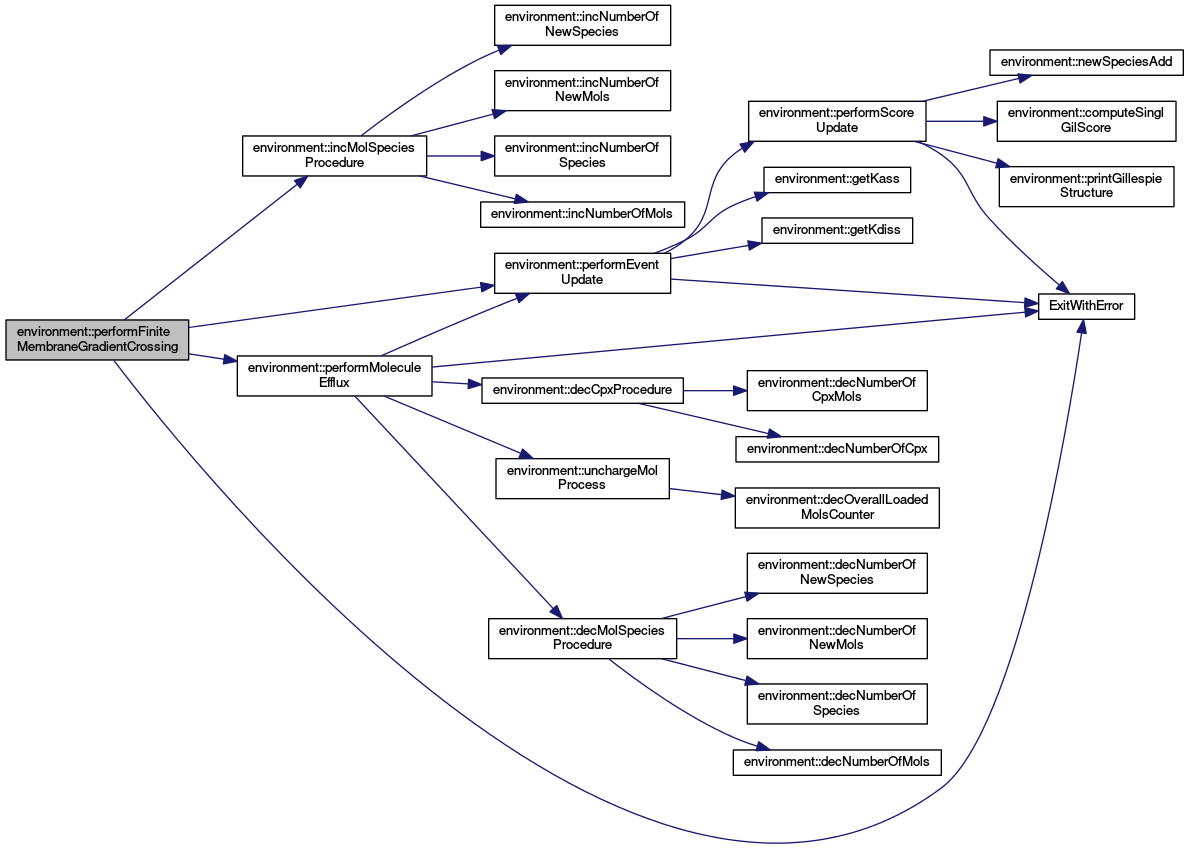 environment::performFinite
MembraneGradientCrossing
environment::incMolSpecies
Procedure
environment::incNumberOf
NewSpecies
environment::incNumberOf
NewMols
environment::incNumberOf
Species
environment::incNumberOfMols
environment::performEvent
Update
environment::performScore
Update
environment::newSpeciesAdd
environment::computeSingl
GilScore
environment::printGillespie
Structure
environment::getKass
environment::getKdiss
ExitWithError
environment::performMolecule
Efflux
environment::decCpxProcedure
environment::decNumberOf
CpxMols
environment::decNumberOfCpx
environment::unchargeMol
Process
environment::decOverallLoaded
MolsCounter
environment::decMolSpecies
Procedure
environment::decNumberOf
NewSpecies
environment::decNumberOf
NewMols
environment::decNumberOf
Species
environment::decNumberOfMols